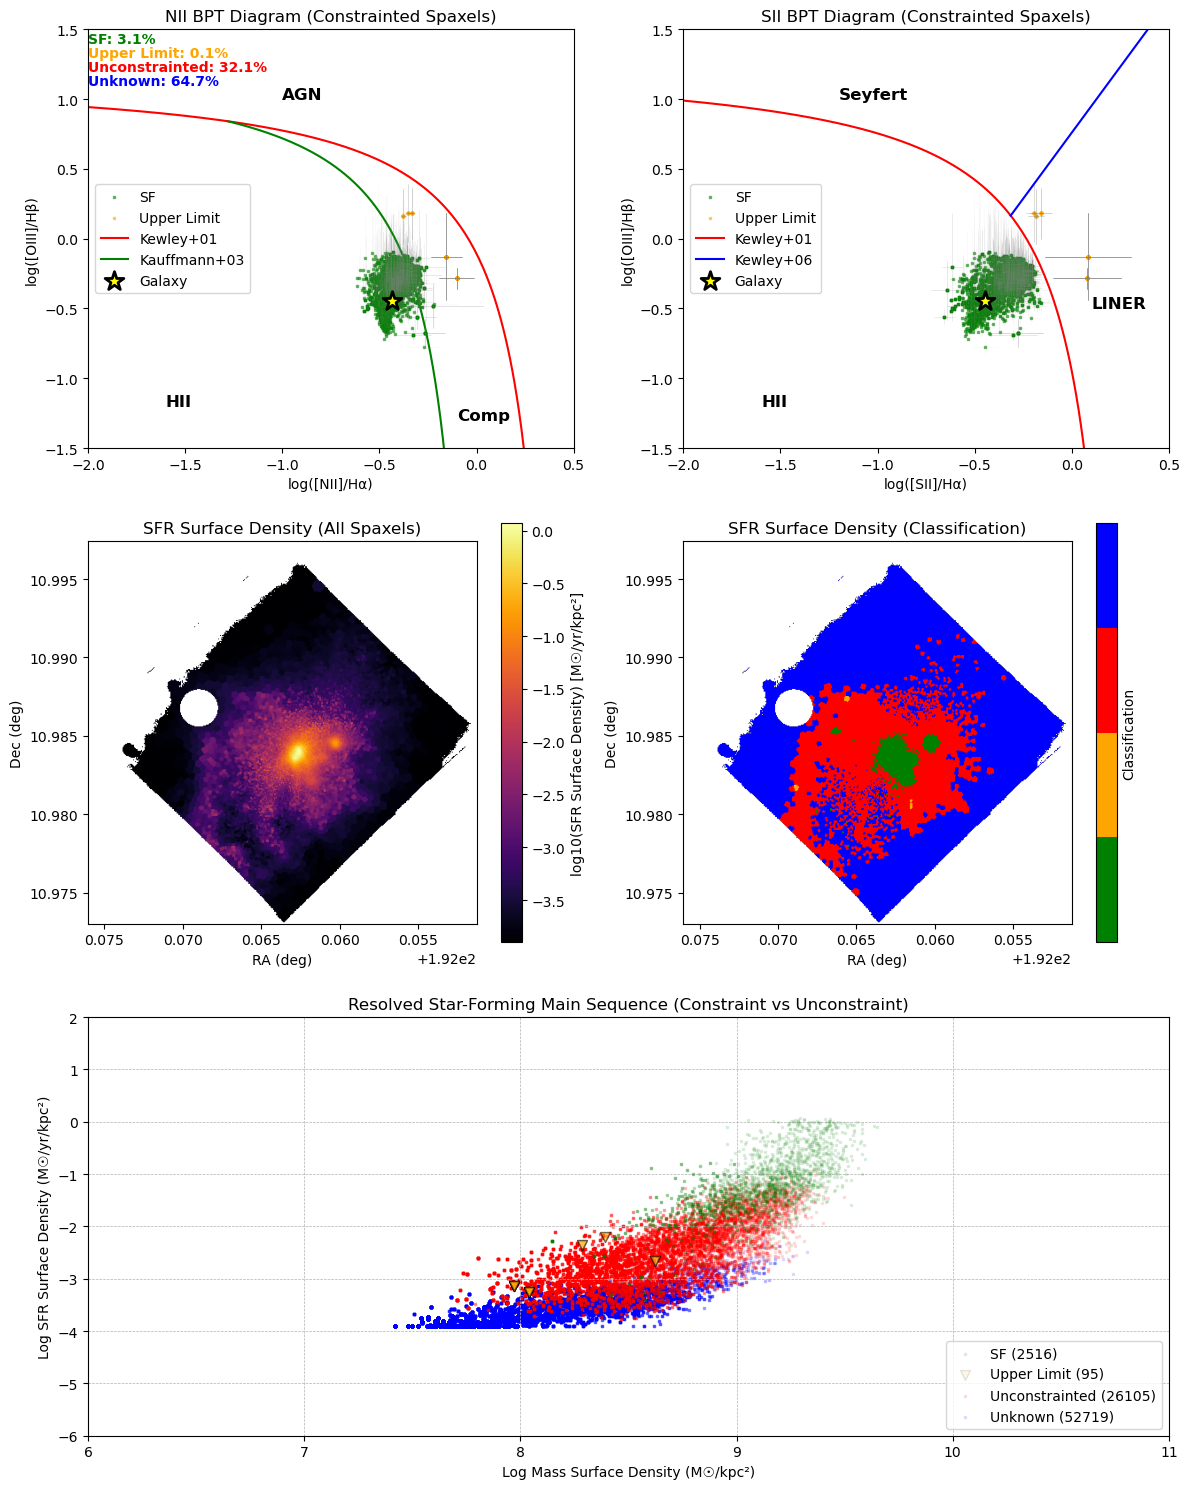 NII BPT Diagram (Constrainted Spaxels)
SF: 3.1%
Upper Limit: 0.1%
Unconstrainted: 32.1%
Unknown: 64.7%
AGN
HII
Comp
SF
Upper Limit
Kewley+01
Kauffmann+03
Galaxy
1.5
1.0
0.5
0.0
−0.5
−1.0
−1.5
log([OIII]/Hβ)
−2.0 −1.5 −1.0 −0.5 0.0 0.5
log([NII]/Hα)
SII BPT Diagram (Constrainted Spaxels)
Seyfert
LINER
HII
SF
Upper Limit
Kewley+01
Kewley+06
Galaxy
1.5
1.0
0.5
0.0
−0.5
−1.0
−1.5
log([OIII]/Hβ)
−2.0 −1.5 −1.0 −0.5 0.0 0.5
log([SII]/Hα)
SFR Surface Density (All Spaxels)
10.995
10.990
10.985
10.980
10.975
Dec (deg)
0.075 0.070 0.065 0.060 0.055
RA (deg)
+1.92e2
0.0
−0.5
−1.0
−1.5
−2.0
−2.5
−3.0
−3.5
log10(SFR Surface Density) [M☉/yr/kpc²]
SFR Surface Density (Classification)
10.995
10.990
10.985
10.980
10.975
Dec (deg)
0.075 0.070 0.065 0.060 0.055
RA (deg)
+1.92e2
Classification
Resolved Star-Forming Main Sequence (Constraint vs Unconstraint)
2
1
0
−1
−2
−3
−4
−5
−6
Log SFR Surface Density (M☉/yr/kpc²)
SF (2516)
Upper Limit (95)
Unconstrainted (26105)
Unknown (52719)
6 7 8 9 10 11
Log Mass Surface Density (M☉/kpc²)